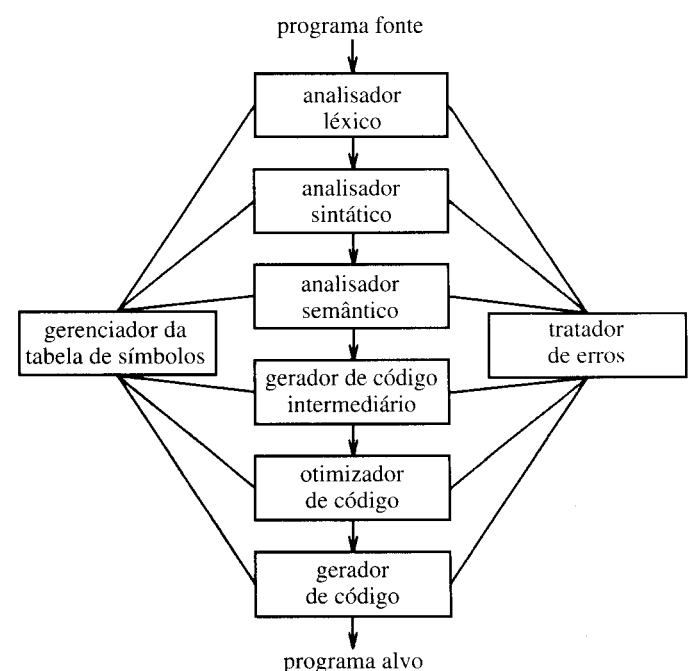 programa fonte
analisador
léxico
analisador
sintático
analisador
semântico
gerenciador da
tabela de símbolos
tratador
de erros
gerador de código
intermediário
otimizador
de código
gerador
de código
programa alvo